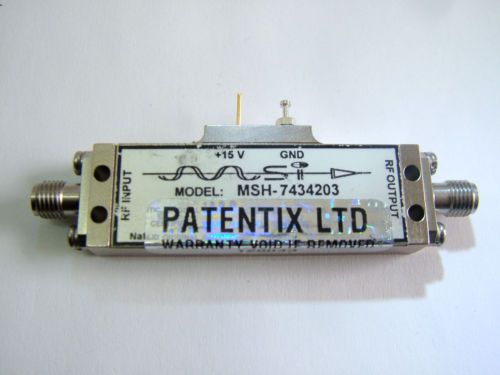 +15 V GND
RF INPUT
MODEL: MSH-7434203
RF OUTPUT
PATENTIX LTD
WARRANTY VOID IF REMOVED